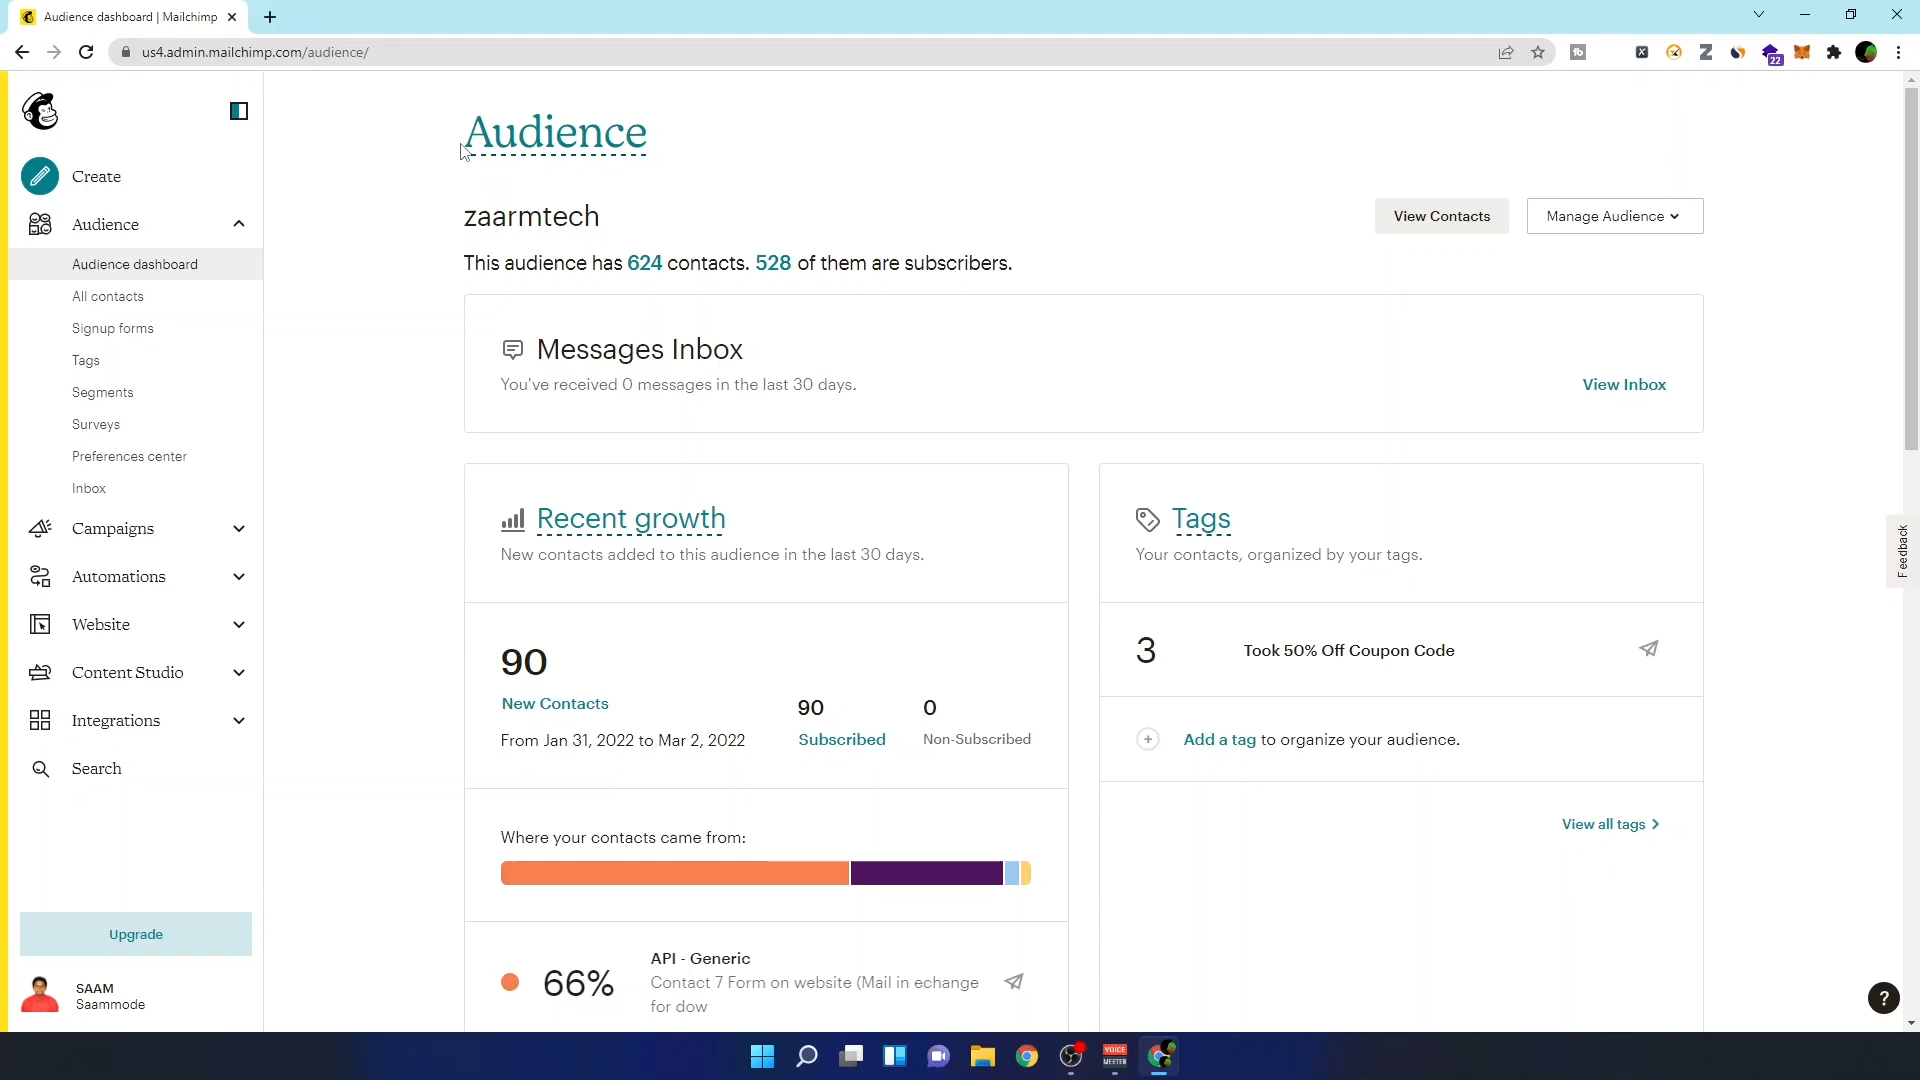 Audience dashboard | Mailchimp
us4.admin.mailchimp.com/audience/
22
Create
Audience
Audience dashboard
All contacts
Signup forms
Tags
Segments
Surveys
Preferences center
Inbox
Campaigns
Automations
Website
Content Studio
Integrations
Search
Upgrade
SAAM
Saammode
Audience
zaarmtech
View Contacts
Manage Audience
This audience has 624 contacts. 528 of them are subscribers.
Messages Inbox
You've received 0 messages in the last 30 days.
View Inbox
Recent growth
New contacts added to this audience in the last 30 days.
90
New Contacts
From Jan 31, 2022 to Mar 2, 2022
90
Subscribed
0
Non-Subscribed
Where your contacts came from:
66%
API - Generic
Contact 7 Form on website (Mail in echange
for dow
Tags
Your contacts, organized by your tags.
3 Took 50% Off Coupon Code
Add a tag to organize your audience.
View all tags
Feedback
?
VOICE
MEETER